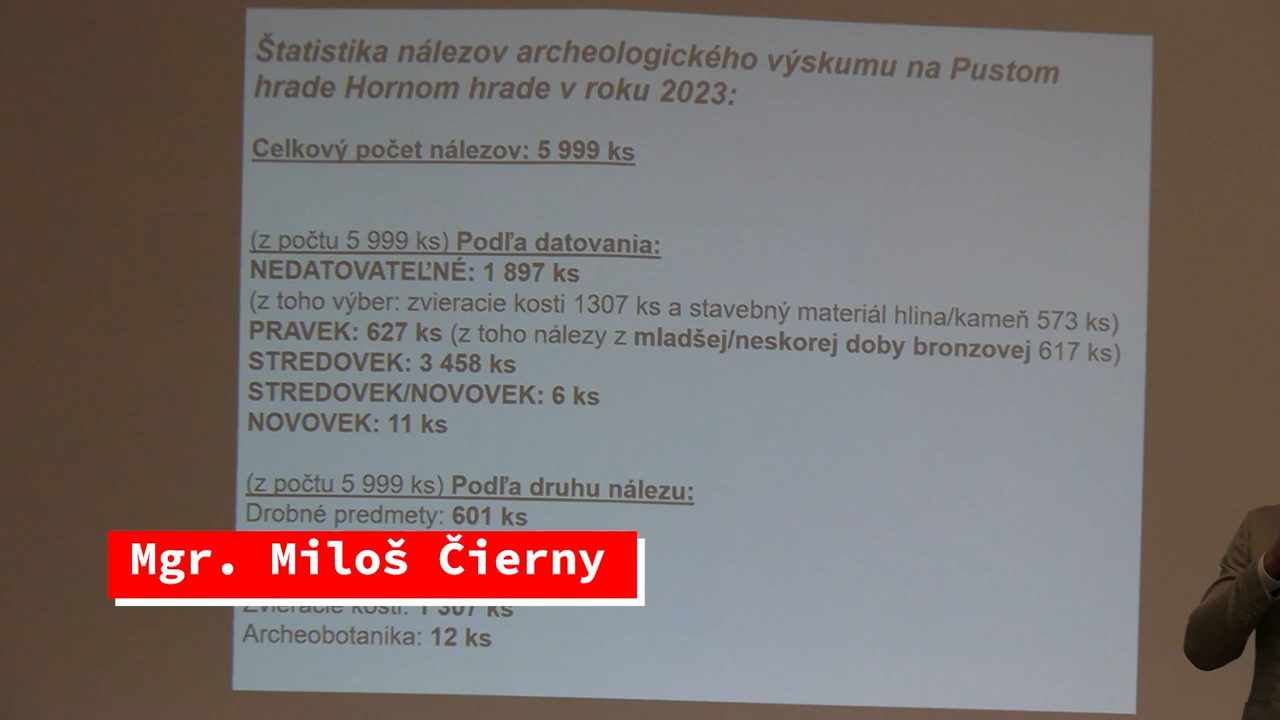 Štatistika nálezov archeologického výskumu na Pustom
hrade Hornom hrade v roku 2023:
Celkový počet nálezov: 5 999 ks
(z počtu 5 999 ks) Podľa datovania:
NEDATOVATEĽNÉ: 1 897 ks
(z toho výber: zvieracie kosti 1307 ks a stavebný materiál hlina/kameň 573 ks)
PRAVEK: 627 ks (z toho nálezy z mladšej/neskorej doby bronzovej 617 ks)
STREDOVEK: 3 458 ks
STREDOVEK/NOVOVEK: 6 ks
NOVOVEK: 11 ks
(z počtu 5 999 ks) Podľa druhu nálezu:
Drobné predmety: 601 ks
Mgr. Miloš Čierny
Zvieracie kosti: 1 307 ks
Archeobotanika: 12 ks